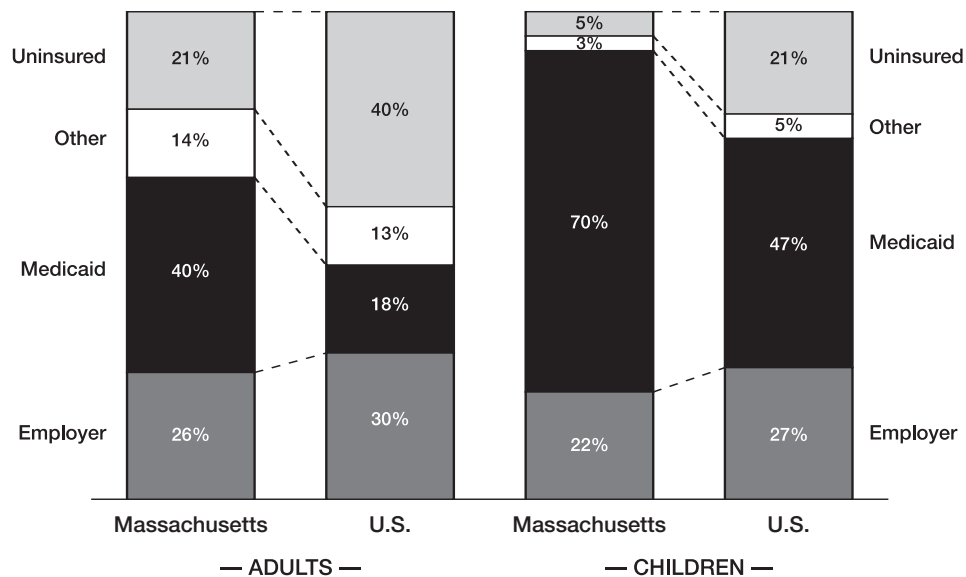 Uninsured
Other
Medicaid
Employer
21%
14%
40%
26%
40%
13%
18%
30%
5%
3%
70%
22%
21%
5%
47%
27%
Uninsured
Other
Medicaid
Employer
Massachusetts U.S. Massachusetts U.S.
— ADULTS — — CHILDREN —